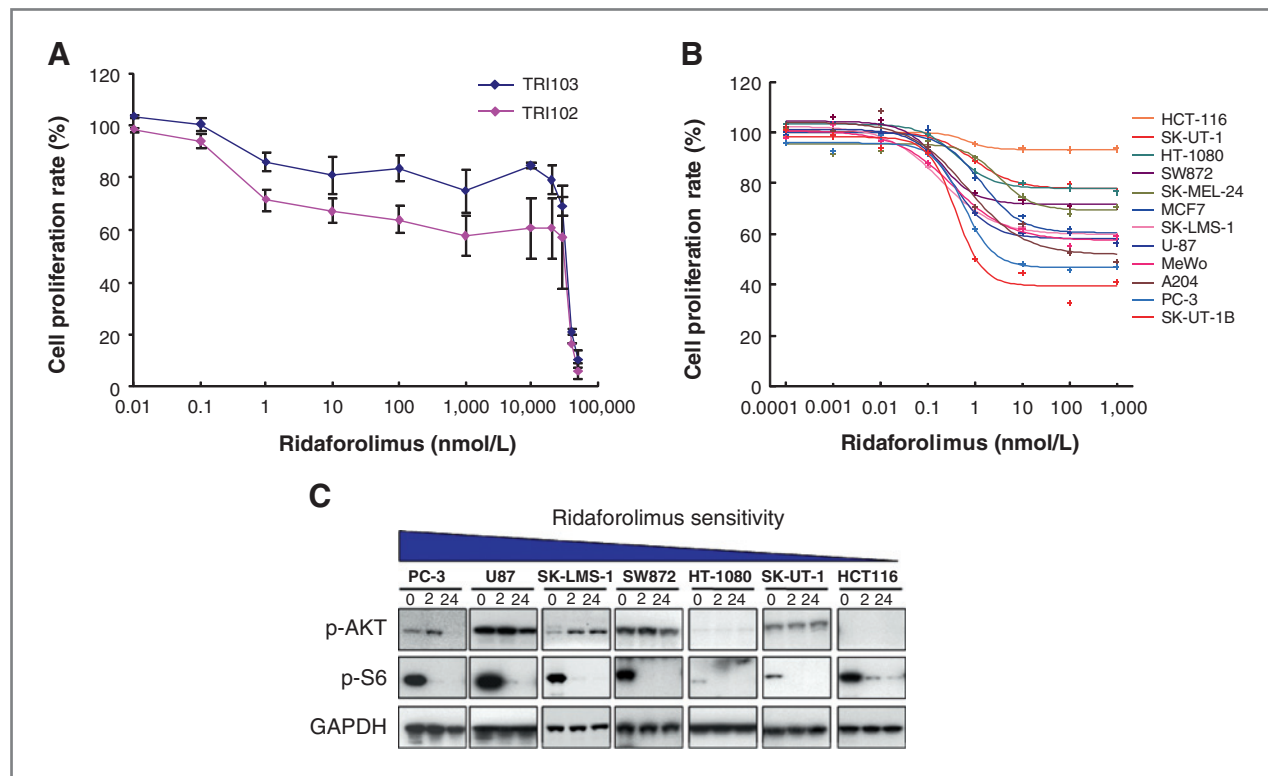 A
Cell proliferation rate (%)
120
100
80
60
40
20
0
0.01 0.1 1 10 100 1,000 10,000 100,000
Ridaforolimus (nmol/L)
TRI103
TRI102
B
Cell proliferation rate (%)
120
100
80
60
40
20
0
0.0001 0.001 0.01 0.1 1 10 100 1,000
Ridaforolimus (nmol/L)
HCT-116
SK-UT-1
HT-1080
SW872
SK-MEL-24
MCF7
SK-LMS-1
U-87
MeWo
A204
PC-3
SK-UT-1B
C
Ridaforolimus sensitivity
PC-3 U87 SK-LMS-1 SW872 HT-1080 SK-UT-1 HCT116
0 2 24 0 2 24 0 2 24 0 2 24 0 2 24 0 2 24 0 2 24
p-AKT
p-S6
GAPDH